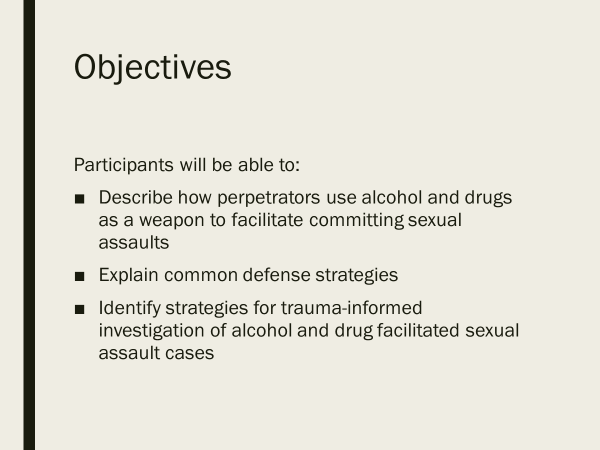 Objectives
Participants will be able to:
■ Describe how perpetrators use alcohol and drugs
as a weapon to facilitate committing sexual
assaults
■ Explain common defense strategies
■ Identify strategies for trauma-informed
investigation of alcohol and drug facilitated sexual
assault cases